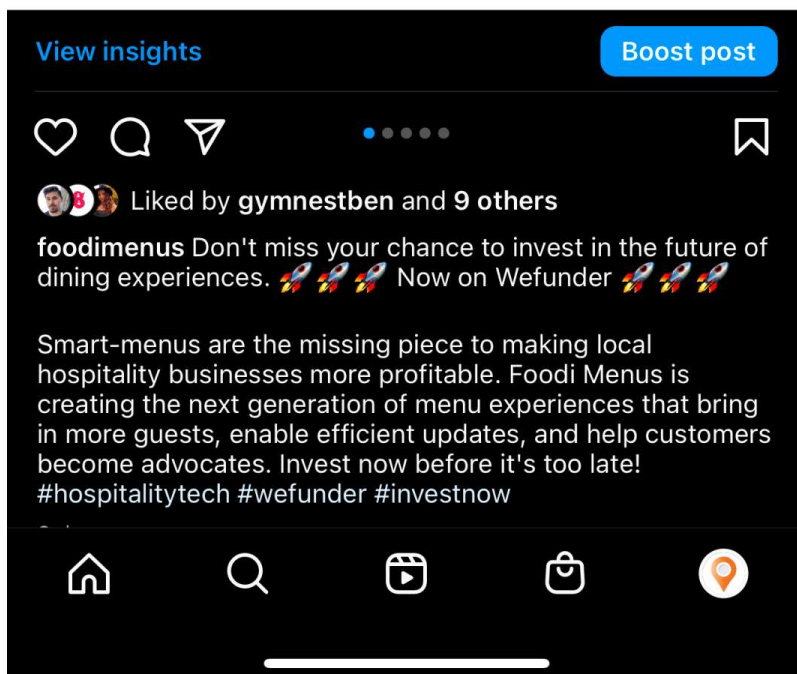 View insights
Boost post
Liked by gymnestben and 9 others
foodimenus Don't miss your chance to invest in the future of
dining experiences. 🚀🚀🚀 Now on Wefunder 🚀🚀🚀
Smart-menus are the missing piece to making local
hospitality businesses more profitable. Foodi Menus is
creating the next generation of menu experiences that bring
in more guests, enable efficient updates, and help customers
become advocates. Invest now before it's too late!
#hospitalitytech #wefunder #investnow